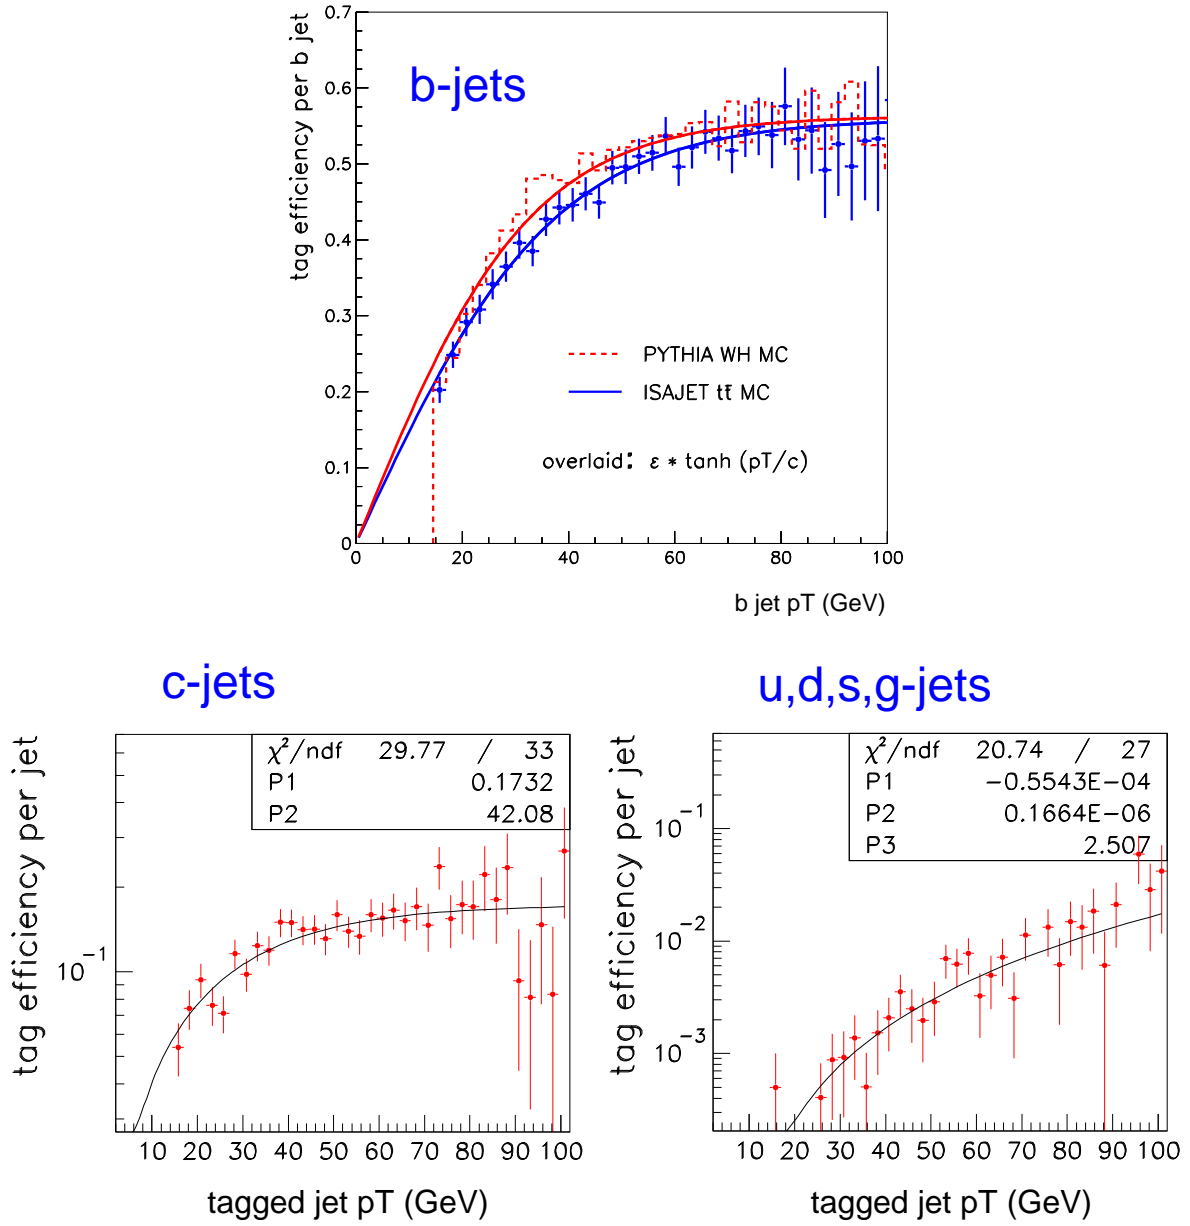 b-jets
tag efficiency per b jet
0.7
0.6
0.5
0.4
0.3
0.2
0.1
0
PYTHIA WH MC
ISAJET tt̄ MC
overlaid: ε * tanh (pT/c)
0 20 40 60 80 100
b jet pT (GeV)
c-jets
tag efficiency per jet
χ²/ndf 29.77 / 33
P1 0.1732
P2 42.08
10⁻¹
10 20 30 40 50 60 70 80 90 100
tagged jet pT (GeV)
u,d,s,g-jets
tag efficiency per jet
χ²/ndf 20.74 / 27
P1 −0.5543E−04
P2 0.1664E−06
P3 2.507
10⁻¹
10⁻²
10⁻³
10 20 30 40 50 60 70 80 90 100
tagged jet pT (GeV)